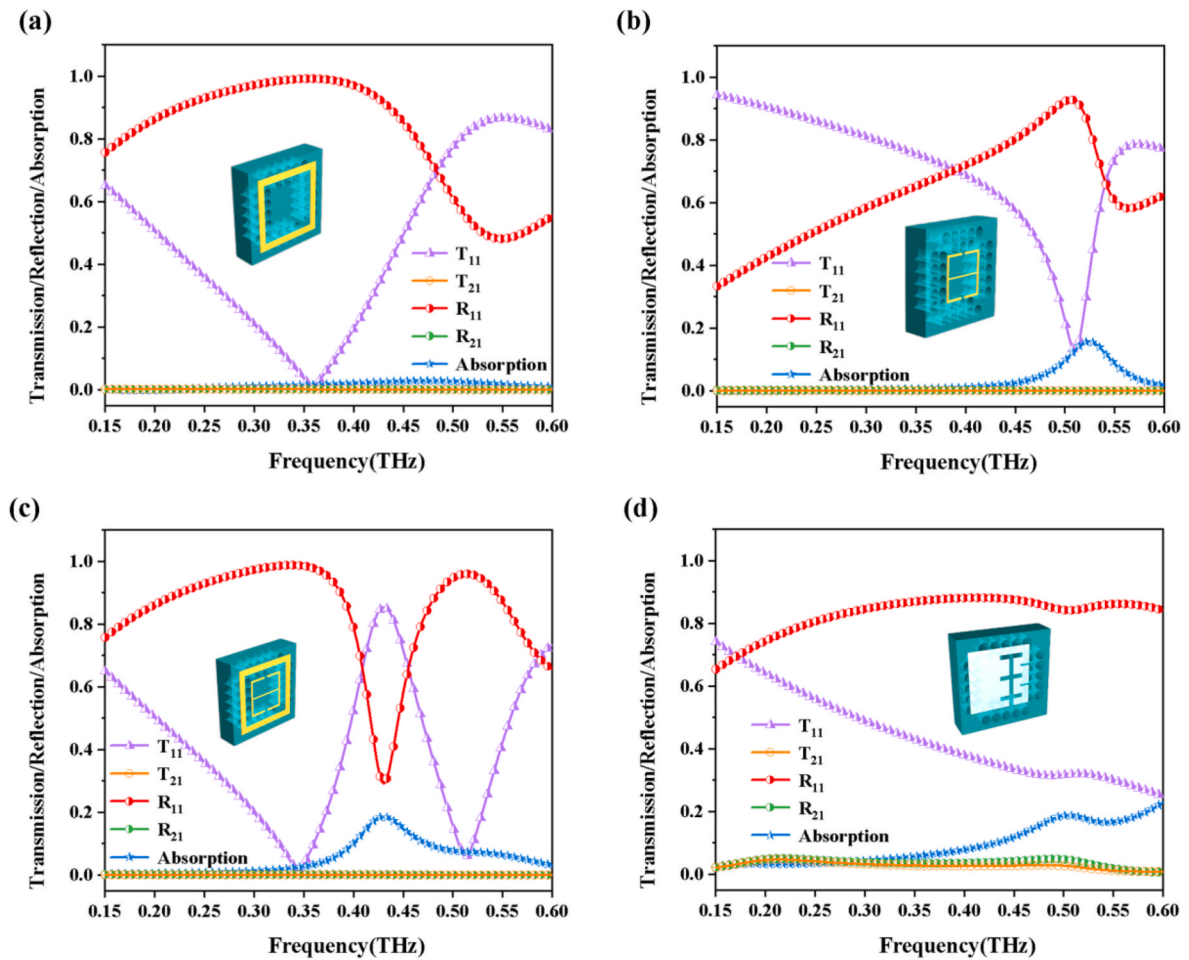 (a)
Transmission/Reflection/Absorption
1.0
0.8
0.6
0.4
0.2
0.0
T11
T21
R11
R21
Absorption
0.15 0.20 0.25 0.30 0.35 0.40 0.45 0.50 0.55 0.60
Frequency(THz)
(b)
Transmission/Reflection/Absorption
1.0
0.8
0.6
0.4
0.2
0.0
T11
T21
R11
R21
Absorption
0.15 0.20 0.25 0.30 0.35 0.40 0.45 0.50 0.55 0.60
Frequency(THz)
(c)
Transmission/Reflection/Absorption
1.0
0.8
0.6
0.4
0.2
0.0
T11
T21
R11
R21
Absorption
0.15 0.20 0.25 0.30 0.35 0.40 0.45 0.50 0.55 0.60
Frequency(THz)
(d)
Transmission/Reflection/Absorption
1.0
0.8
0.6
0.4
0.2
0.0
T11
T21
R11
R21
Absorption
0.15 0.20 0.25 0.30 0.35 0.40 0.45 0.50 0.55 0.60
Frequency(THz)